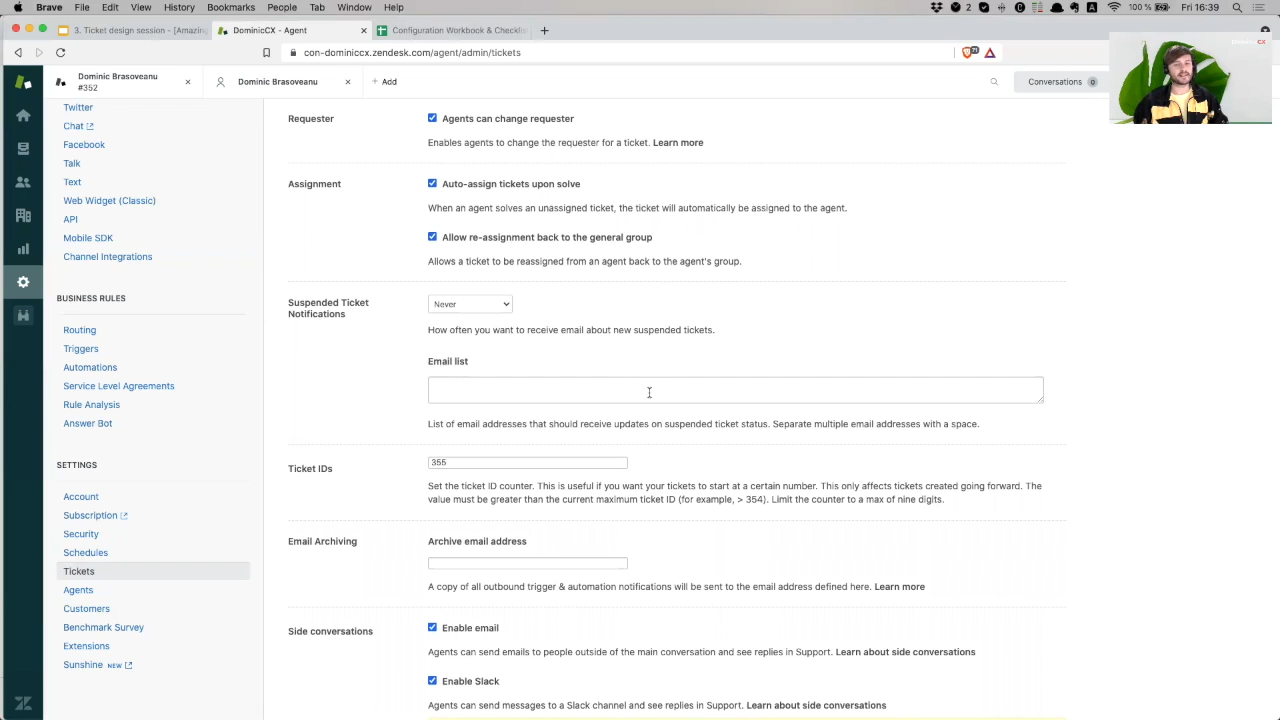 Brave File Edit View History Bookmarks People Tab Window Help
2 100% Fri 16:39
3. Ticket design session - [Amazin
DominicCX - Agent
Configuration Workbook & Checklis
con-dominiccx.zendesk.com/agent/admin/tickets
Dominic Brasoveanu
#352
Dominic Brasoveanu
+ Add
Conversations 0
Twitter
Chat
Facebook
Talk
Text
Web Widget (Classic)
API
Mobile SDK
Channel Integrations
BUSINESS RULES
Routing
Triggers
Automations
Service Level Agreements
Rule Analysis
Answer Bot
SETTINGS
Account
Subscription
Security
Schedules
Tickets
Agents
Customers
Benchmark Survey
Extensions
Sunshine NEW
Requester
Agents can change requester
Enables agents to change the requester for a ticket. Learn more
Assignment
Auto-assign tickets upon solve
When an agent solves an unassigned ticket, the ticket will automatically be assigned to the agent.
Allow re-assignment back to the general group
Allows a ticket to be reassigned from an agent back to the agent's group.
Suspended Ticket
Notifications
Never
How often you want to receive email about new suspended tickets.
Email list
List of email addresses that should receive updates on suspended ticket status. Separate multiple email addresses with a space.
Ticket IDs
355
Set the ticket ID counter. This is useful if you want your tickets to start at a certain number. This only affects tickets created going forward. The
value must be greater than the current maximum ticket ID (for example, > 354). Limit the counter to a max of nine digits.
Email Archiving
Archive email address
A copy of all outbound trigger & automation notifications will be sent to the email address defined here. Learn more
Side conversations
Enable email
Agents can send emails to people outside of the main conversation and see replies in Support. Learn about side conversations
Enable Slack
Agents can send messages to a Slack channel and see replies in Support. Learn about side conversations